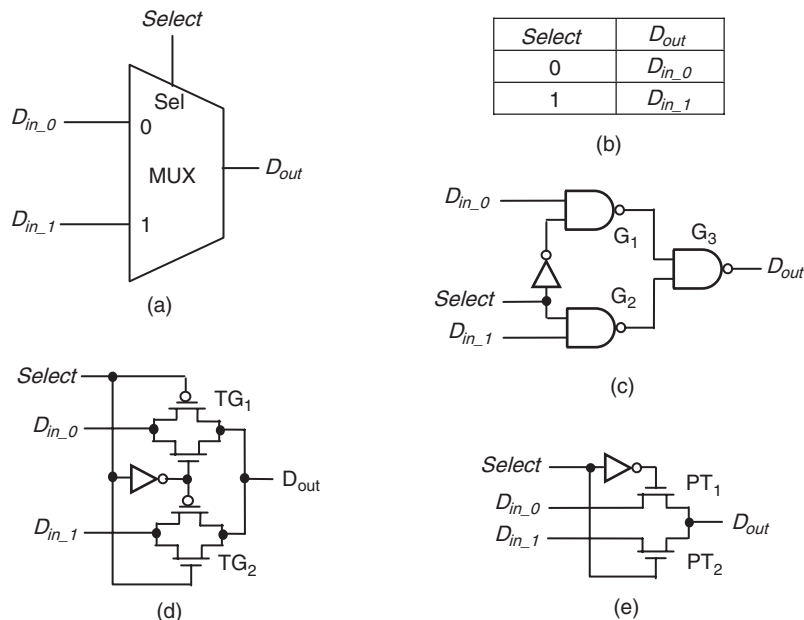 Select
Sel
D_in_0
0
MUX
D_out
D_in_1
1
(a)
Select D_out
0 D_in_0
1 D_in_1
(b)
D_in_0
G_1
G_3
D_out
Select
G_2
D_in_1
(c)
Select
TG_1
D_in_0
D_out
D_in_1
TG_2
(d)
Select
PT_1
D_in_0
D_in_1
D_out
PT_2
(e)